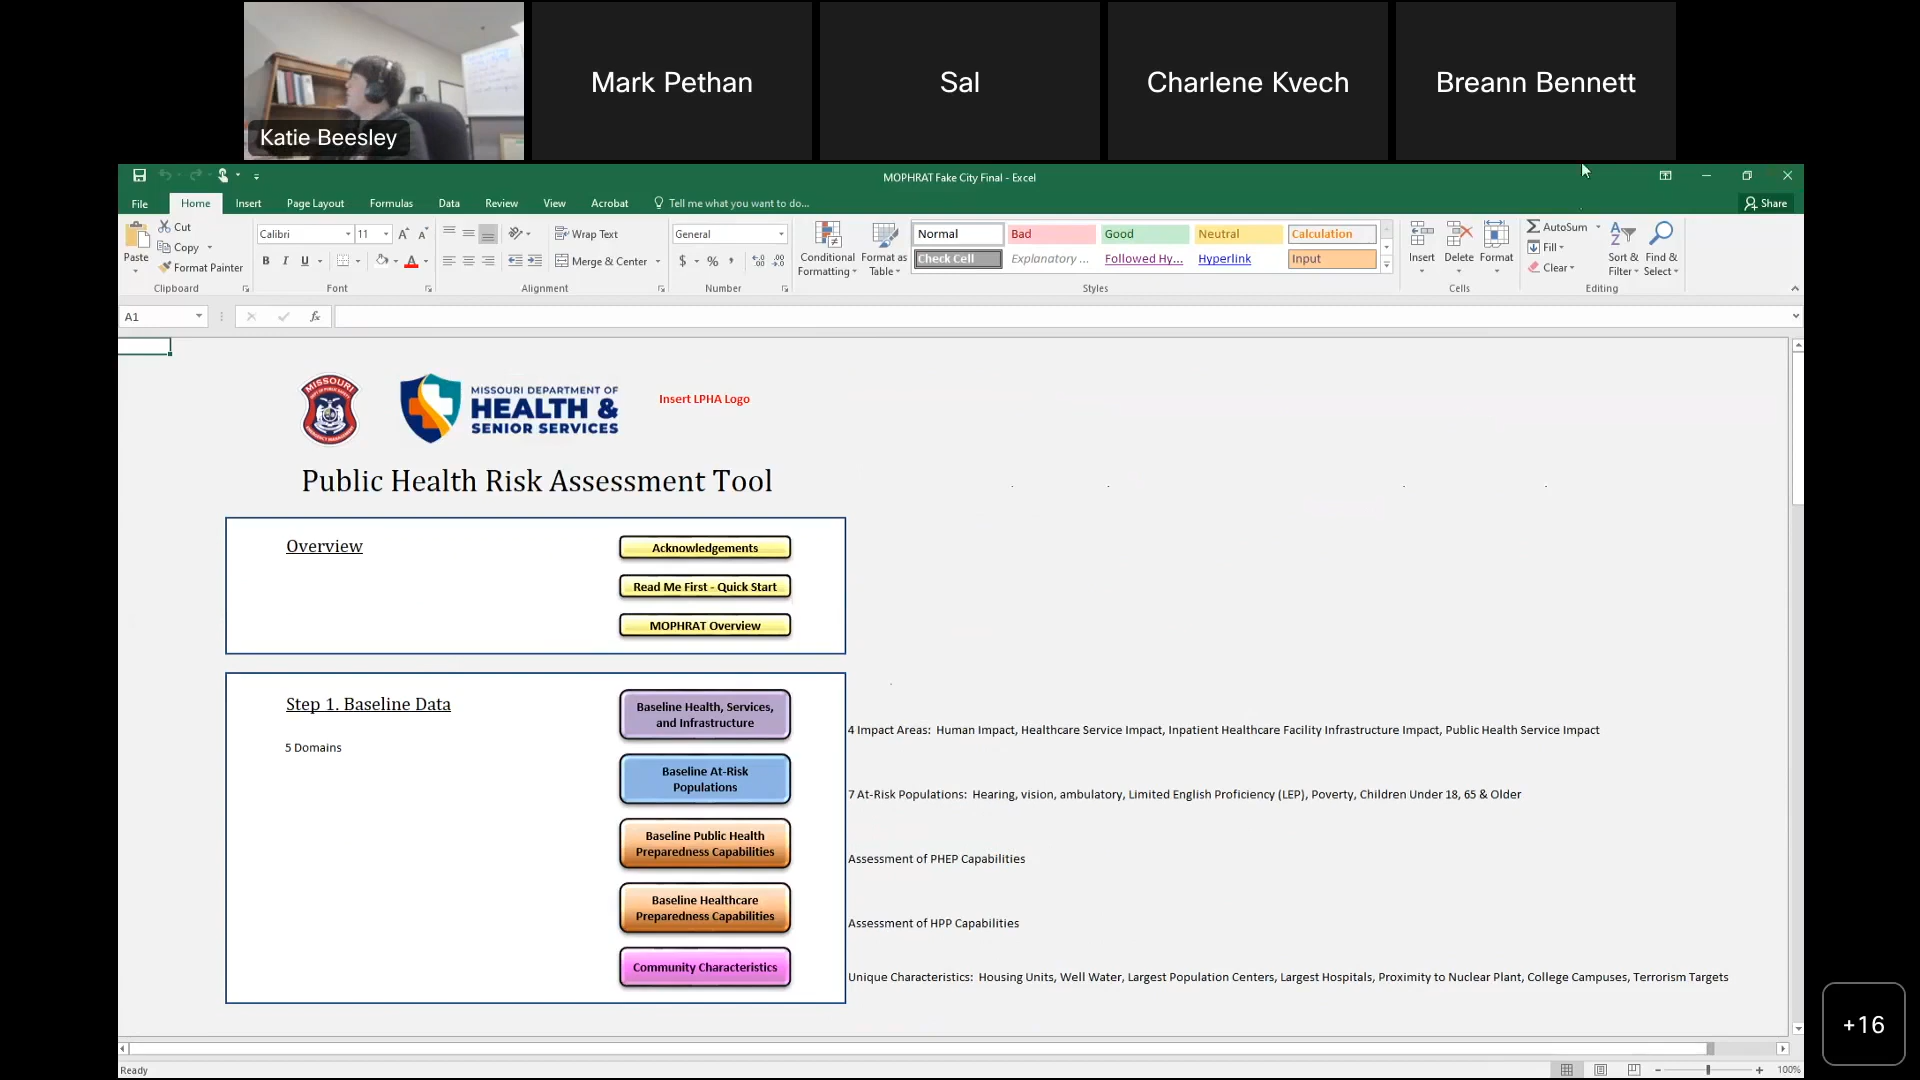 Katie Beesley
Mark Pethan
Sal
Charlene Kvech
Breann Bennett
MOPHRAT Fake City Final - Excel
File
Home
Insert
Page Layout
Formulas
Data
Review
View
Acrobat
Tell me what you want to do...
Share
Paste
Cut
Copy
Format Painter
Clipboard
Calibri
11
B I U
Font
Wrap Text
Merge & Center
Alignment
General
$ % ,
Number
Conditional Formatting
Format as Table
Normal
Bad
Good
Neutral
Calculation
Check Cell
Explanatory ...
Followed Hy...
Hyperlink
Input
Styles
Insert
Delete
Format
Cells
AutoSum
Fill
Clear
Sort & Filter
Find & Select
Editing
A1
fx
MISSOURI
MISSOURI DEPARTMENT OF
HEALTH &
SENIOR SERVICES
Insert LPHA Logo
Public Health Risk Assessment Tool
Overview
Acknowledgements
Read Me First - Quick Start
MOPHRAT Overview
Step 1. Baseline Data
5 Domains
Baseline Health, Services,
and Infrastructure
4 Impact Areas: Human Impact, Healthcare Service Impact, Inpatient Healthcare Facility Infrastructure Impact, Public Health Service Impact
Baseline At-Risk
Populations
7 At-Risk Populations: Hearing, vision, ambulatory, Limited English Proficiency (LEP), Poverty, Children Under 18, 65 & Older
Baseline Public Health
Preparedness Capabilities
Assessment of PHEP Capabilities
Baseline Healthcare
Preparedness Capabilities
Assessment of HPP Capabilities
Community Characteristics
Unique Characteristics: Housing Units, Well Water, Largest Population Centers, Largest Hospitals, Proximity to Nuclear Plant, College Campuses, Terrorism Targets
+16
Ready
100%